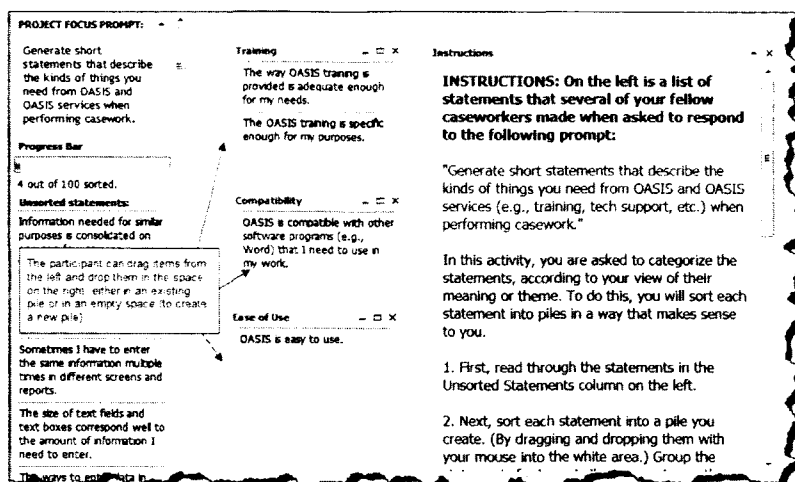 PROJECT FOCUS PROMPT:
Generate short
statements that describe
the kinds of things you
need from OASIS and
OASIS services when
performing casework.
Progress Bar
4 out of 100 sorted.
Unsorted statements:
Information needed for similar
purposes is consolidated on
The participant can drag items from
the left and drop them in the space
on the right, either in an existing
pile or in an empty space (to create
a new pile)
Sometimes I have to enter
the same information multiple
times in different screens and
reports.
The size of text fields and
text boxes correspond well to
the amount of information I
need to enter.
The ways to enter data in
Training
The way OASIS training is
provided is adequate enough
for my needs.
The OASIS training is specific
enough for my purposes.
Compatibility
OASIS is compatible with other
software programs (e.g.,
Word) that I need to use in
my work.
Ease of Use
OASIS is easy to use.
Instructions
INSTRUCTIONS: On the left is a list of
statements that several of your fellow
caseworkers made when asked to respond
to the following prompt:
"Generate short statements that describe the
kinds of things you need from OASIS and OASIS
services (e.g., training, tech support, etc.) when
performing casework."
In this activity, you are asked to categorize the
statements, according to your view of their
meaning or theme. To do this, you will sort each
statement into piles in a way that makes sense
to you.
1. First, read through the statements in the
Unsorted Statements column on the left.
2. Next, sort each statement into a pile you
create. (By dragging and dropping them with
your mouse into the white area.) Group the